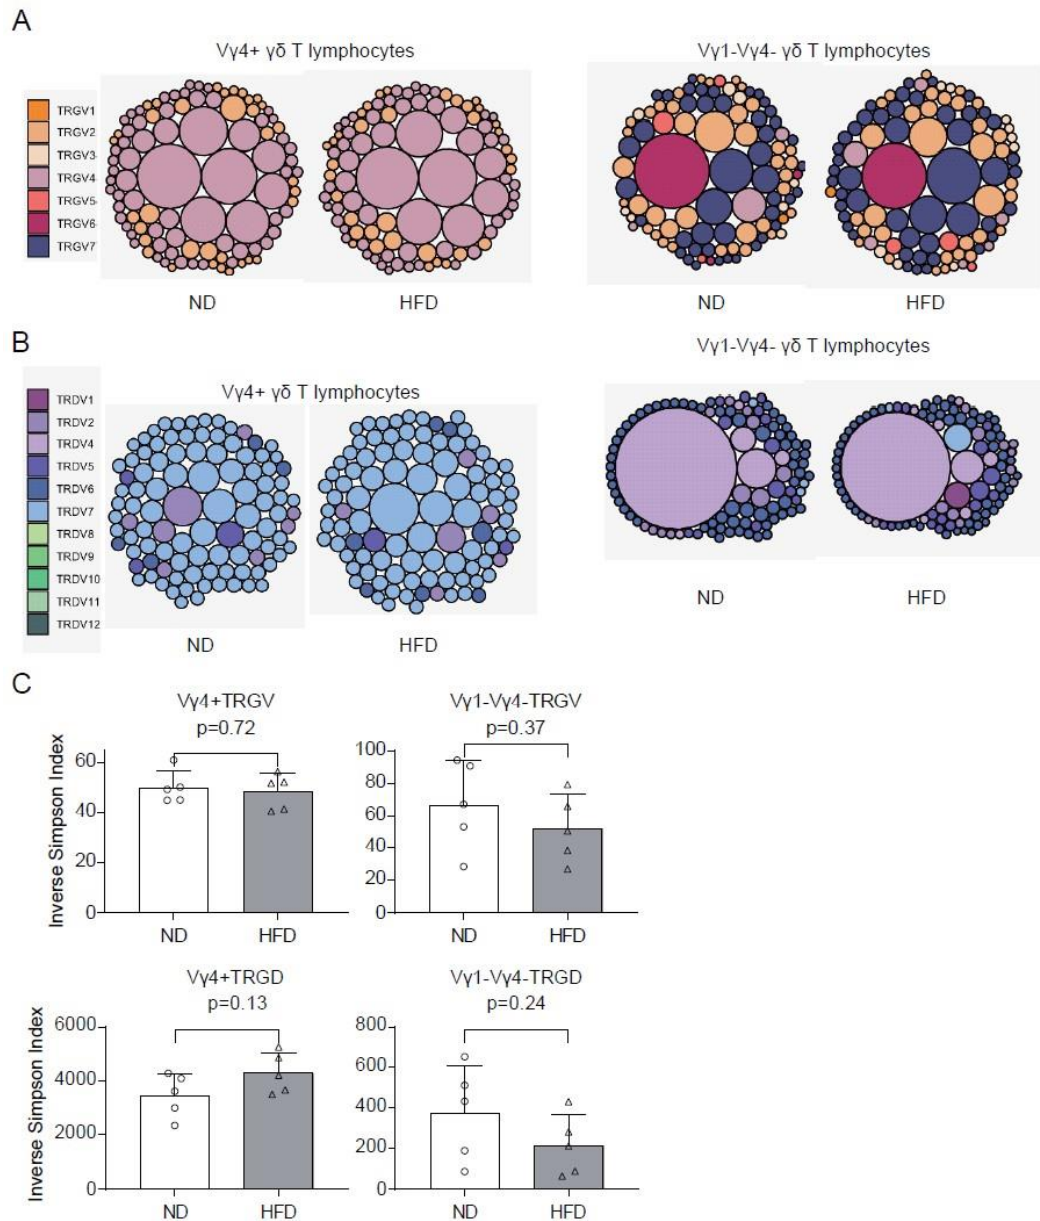 A
Vγ4+ γδ T lymphocytes
Vγ1-Vγ4- γδ T lymphocytes
TRGV1
TRGV2
TRGV3
TRGV4
TRGV5
TRGV6
TRGV7
ND
HFD
ND
HFD
B
Vγ4+ γδ T lymphocytes
Vγ1-Vγ4- γδ T lymphocytes
TRDV1
TRDV2
TRDV4
TRDV5
TRDV6
TRDV7
TRDV8
TRDV9
TRDV10
TRDV11
TRDV12
ND
HFD
ND
HFD
C
Vγ4+TRGV
p=0.72
Inverse Simpson Index
60
40
20
0
ND
HFD
Vγ1-Vγ4-TRGV
p=0.37
100
80
60
40
20
0
ND
HFD
Vγ4+TRGD
p=0.13
Inverse Simpson Index
6000
4000
2000
0
ND
HFD
Vγ1-Vγ4-TRGD
p=0.24
800
600
400
200
0
ND
HFD